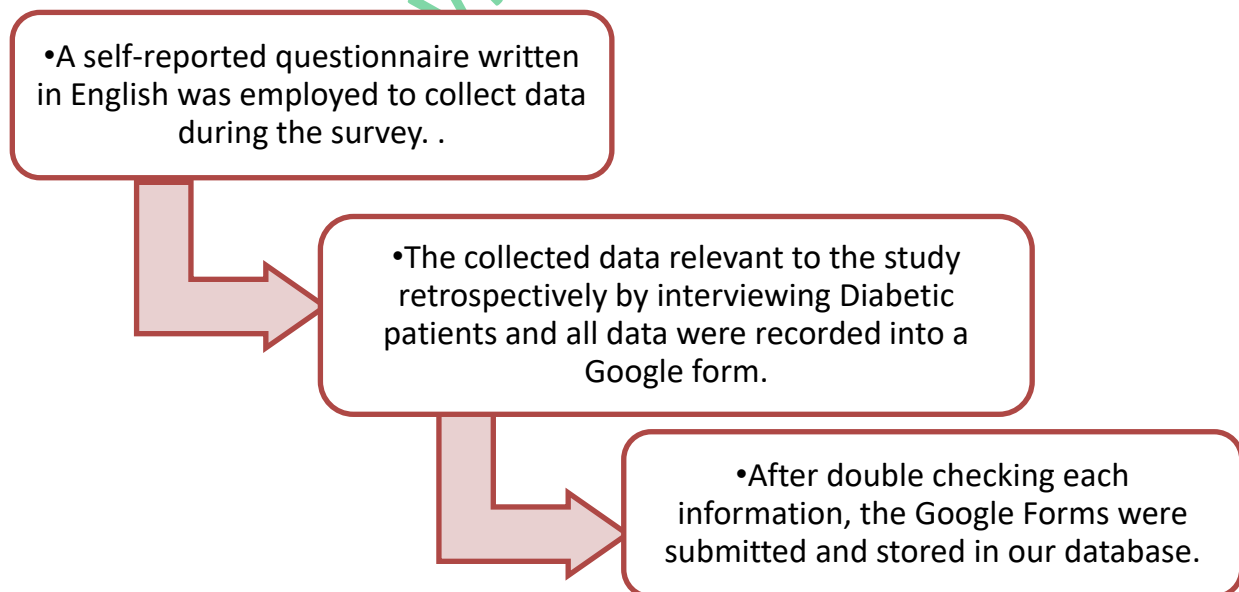 •A self-reported questionnaire written
in English was employed to collect data
during the survey. .
•The collected data relevant to the study
retrospectively by interviewing Diabetic
patients and all data were recorded into a
Google form.
•After double checking each
information, the Google Forms were
submitted and stored in our database.